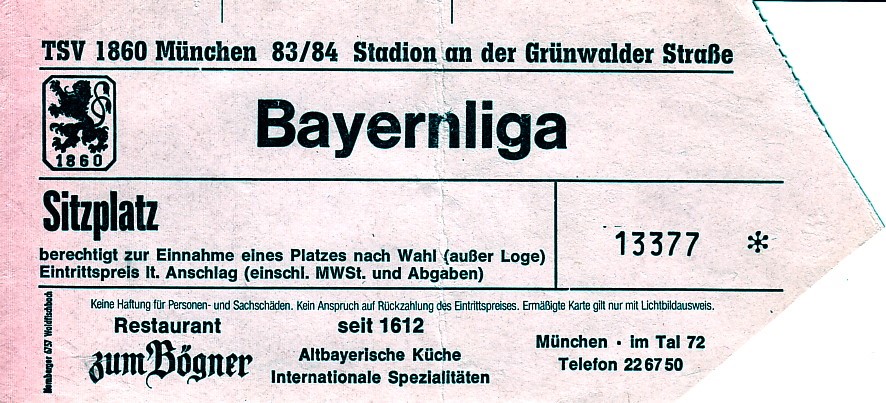 TSV 1860 München 83/84 Stadion an der Grünwalder Straße
1860
Bayernliga
Sitzplatz
berechtigt zur Einnahme eines Platzes nach Wahl (außer Loge)
Eintrittspreis lt. Anschlag (einschl. MWSt. und Abgaben)
13377 *
Keine Haftung für Personen- und Sachschäden. Kein Anspruch auf Rückzahlung des Eintrittspreises. Ermäßigte Karte gilt nur mit Lichtbildausweis.
Restaurant
zum Bögner
seit 1612
Altbayerische Küche
Internationale Spezialitäten
München · im Tal 72
Telefon 22 67 50